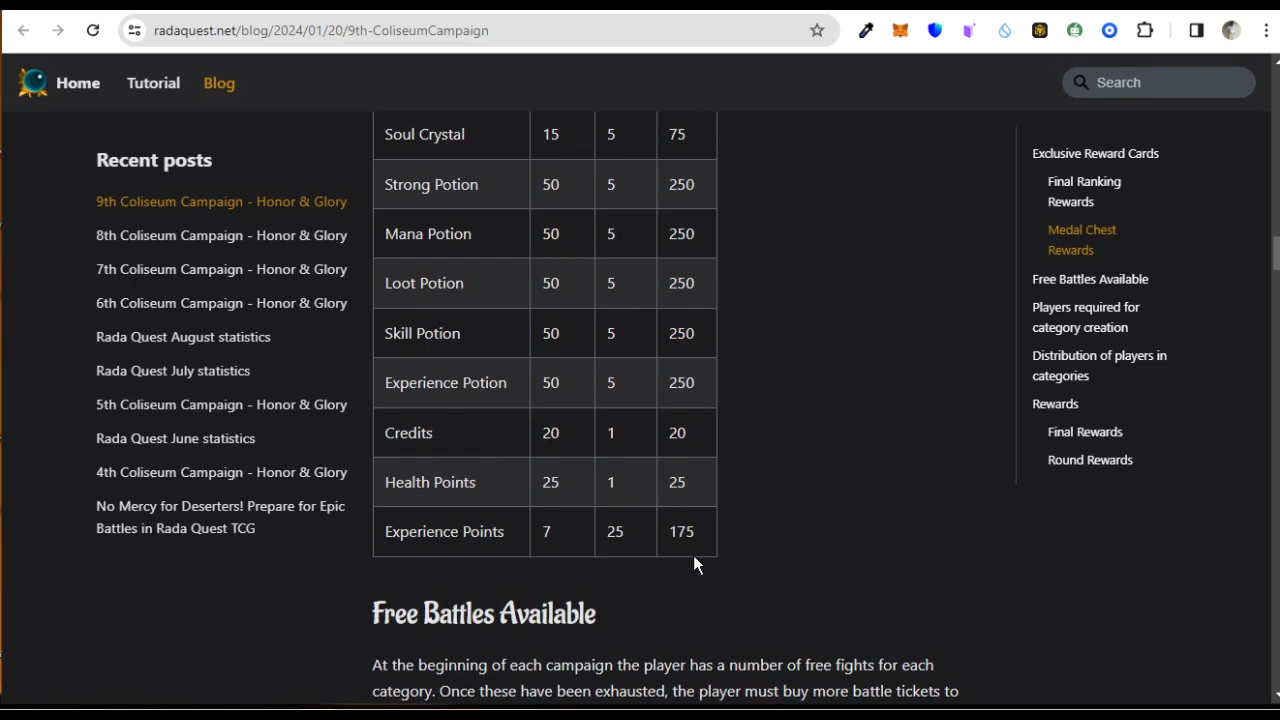 radaquest.net/blog/2024/01/20/9th-ColiseumCampaign
Home Tutorial Blog
Search
Recent posts
9th Coliseum Campaign - Honor & Glory
8th Coliseum Campaign - Honor & Glory
7th Coliseum Campaign - Honor & Glory
6th Coliseum Campaign - Honor & Glory
Rada Quest August statistics
Rada Quest July statistics
5th Coliseum Campaign - Honor & Glory
Rada Quest June statistics
4th Coliseum Campaign - Honor & Glory
No Mercy for Deserters! Prepare for Epic
Battles in Rada Quest TCG
Soul Crystal 15 5 75
Strong Potion 50 5 250
Mana Potion 50 5 250
Loot Potion 50 5 250
Skill Potion 50 5 250
Experience Potion 50 5 250
Credits 20 1 20
Health Points 25 1 25
Experience Points 7 25 175
Free Battles Available
At the beginning of each campaign the player has a number of free fights for each
category. Once these have been exhausted, the player must buy more battle tickets to
Exclusive Reward Cards
Final Ranking
Rewards
Medal Chest
Rewards
Free Battles Available
Players required for
category creation
Distribution of players in
categories
Rewards
Final Rewards
Round Rewards